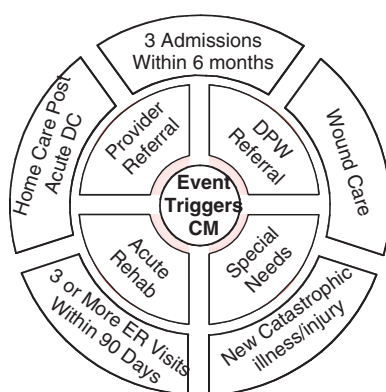 3 Admissions
Within 6 months
Home Care Post
Acute DC
Wound Care
Provider
Referral
DPW
Referral
Event
Triggers
CM
Acute
Rehab
Special
Needs
3 or More ER Visits
Within 90 Days
New Catastrophic
illness/injury